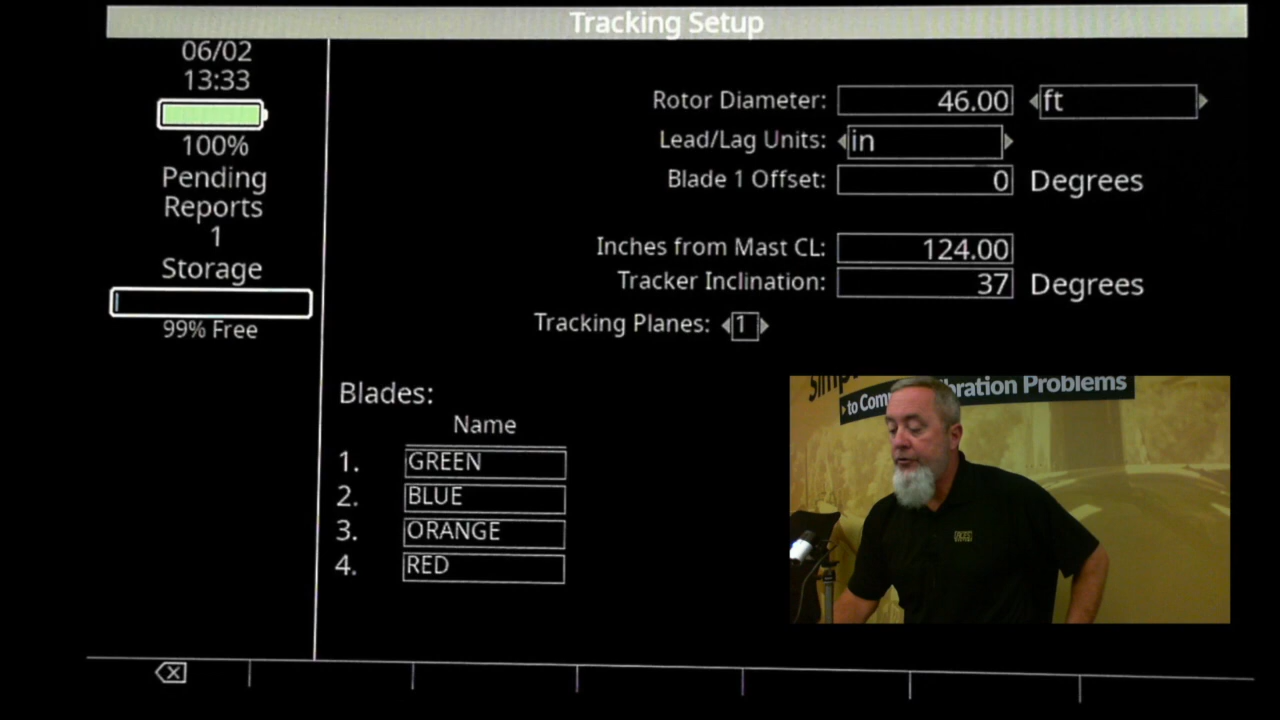 Tracking Setup
06/02
13:33
100%
Pending
Reports
1
Storage
99% Free
Rotor Diameter: 46.00 ft
Lead/Lag Units: in
Blade 1 Offset: 0 Degrees
Inches from Mast CL: 124.00
Tracker Inclination: 37 Degrees
Tracking Planes: 1
Blades:
Name
1. GREEN
2. BLUE
3. ORANGE
4. RED
to Com
bration Problems